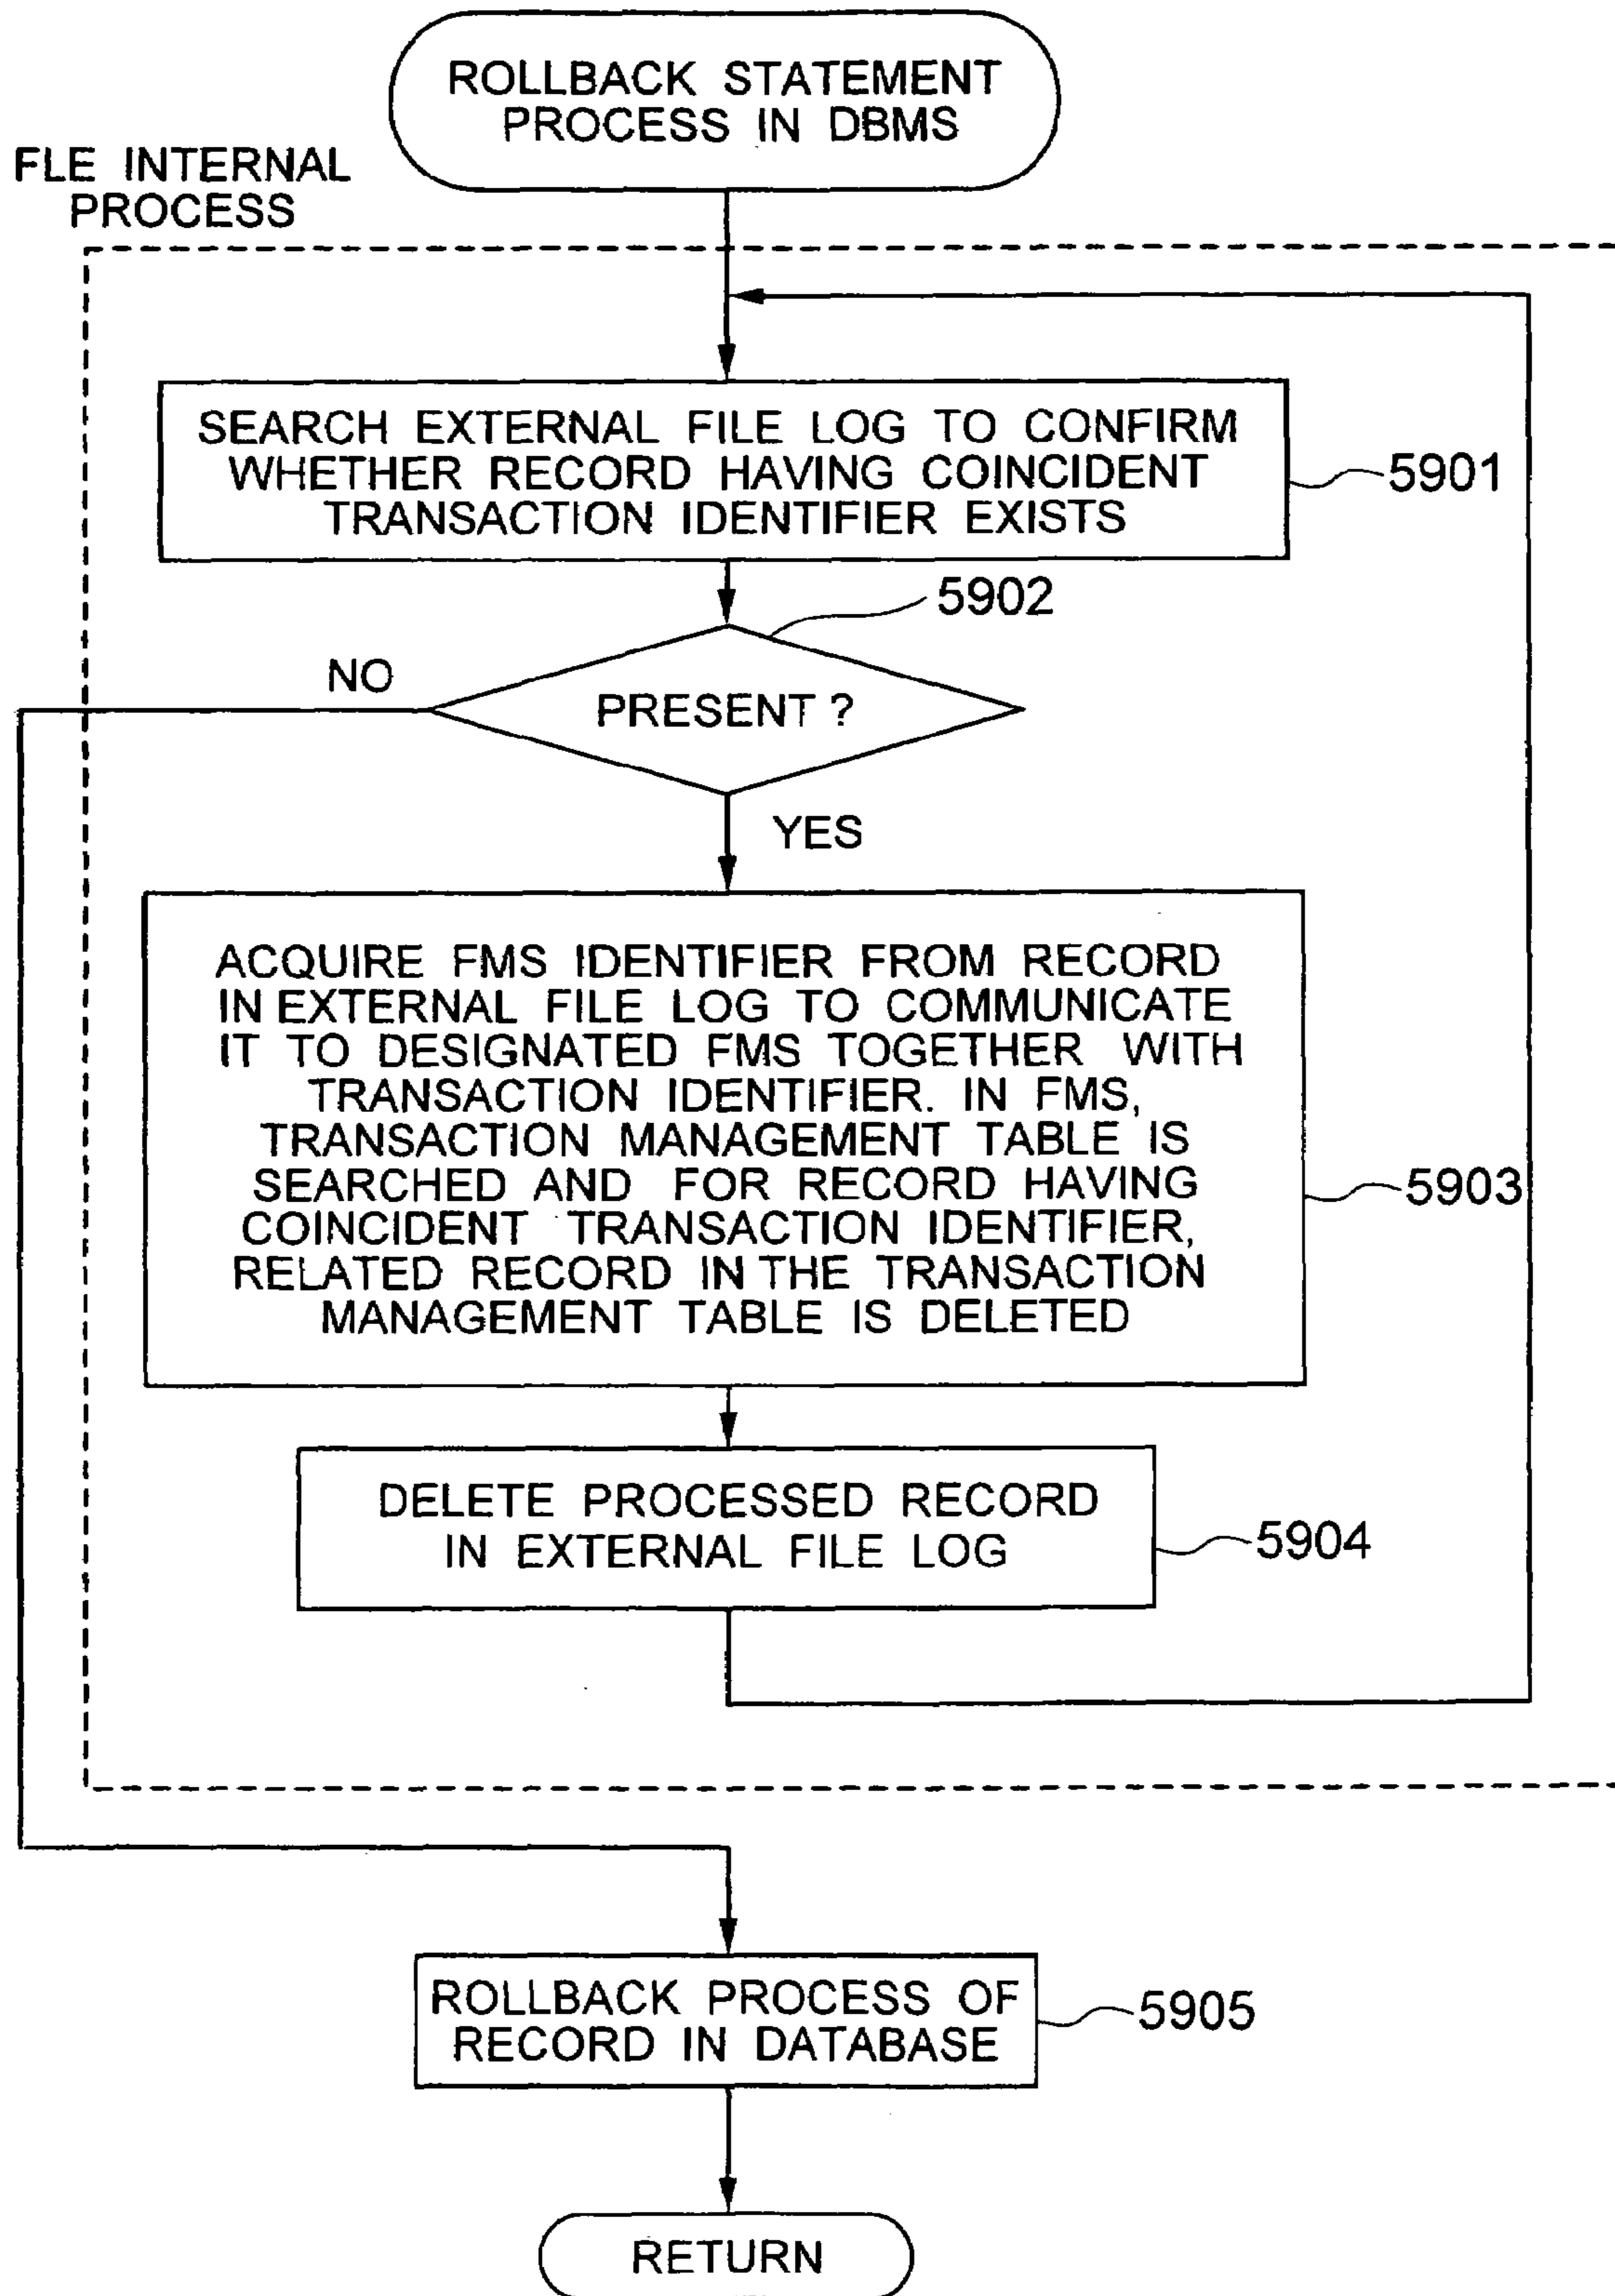 ROLLBACK STATEMENT
PROCESS IN DBMS
FLE INTERNAL
PROCESS
SEARCH EXTERNAL FILE LOG TO CONFIRM
WHETHER RECORD HAVING COINCIDENT
TRANSACTION IDENTIFIER EXISTS
5901
5902
NO
PRESENT ?
YES
ACQUIRE FMS IDENTIFIER FROM RECORD
IN EXTERNAL FILE LOG TO COMMUNICATE
IT TO DESIGNATED FMS TOGETHER WITH
TRANSACTION IDENTIFIER. IN FMS,
TRANSACTION MANAGEMENT TABLE IS
SEARCHED AND FOR RECORD HAVING
COINCIDENT TRANSACTION IDENTIFIER,
RELATED RECORD IN THE TRANSACTION
MANAGEMENT TABLE IS DELETED
5903
DELETE PROCESSED RECORD
IN EXTERNAL FILE LOG
5904
ROLLBACK PROCESS OF
RECORD IN DATABASE
5905
RETURN